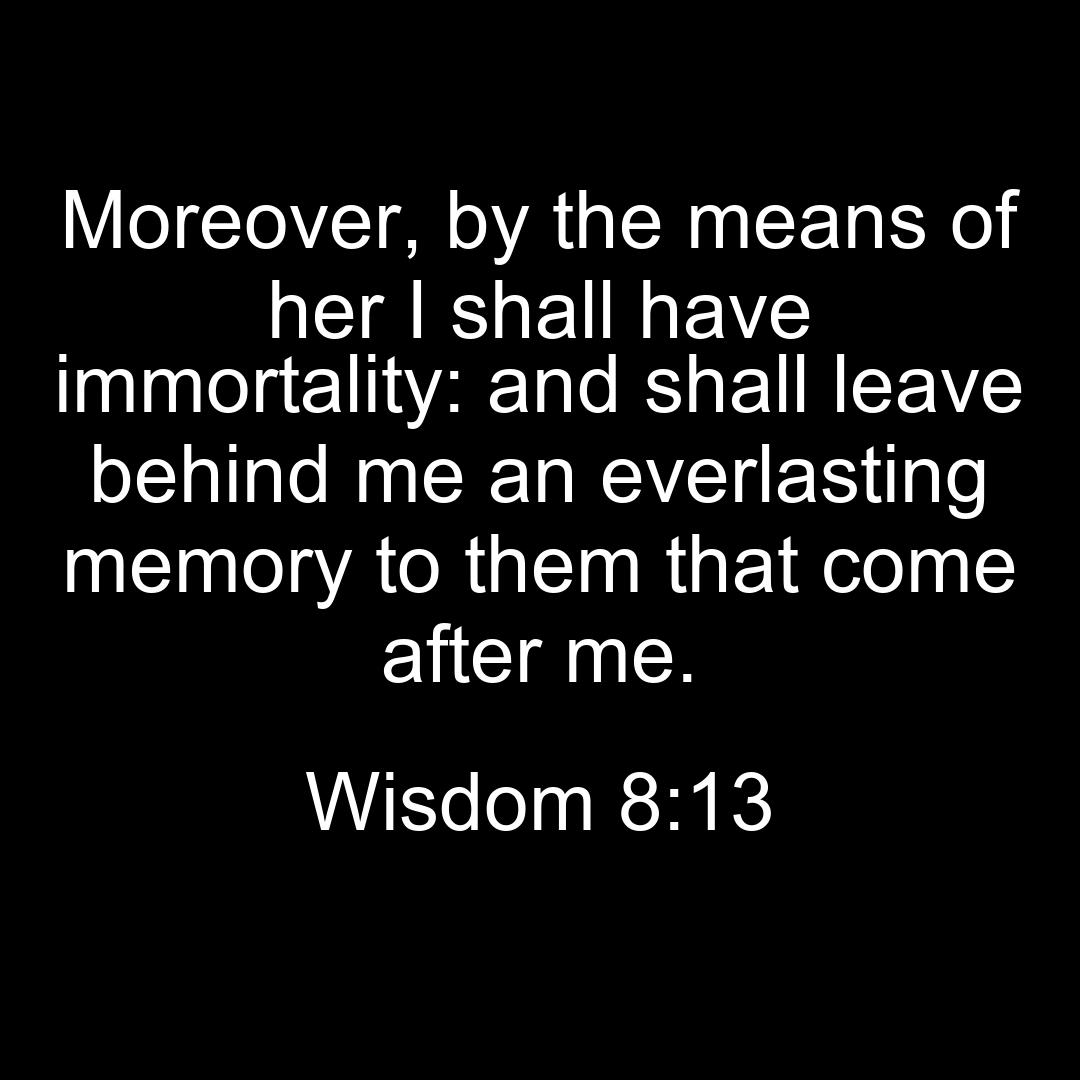 Moreover, by the means of
her I shall have
immortality: and shall leave
behind me an everlasting
memory to them that come
after me.
Wisdom 8:13